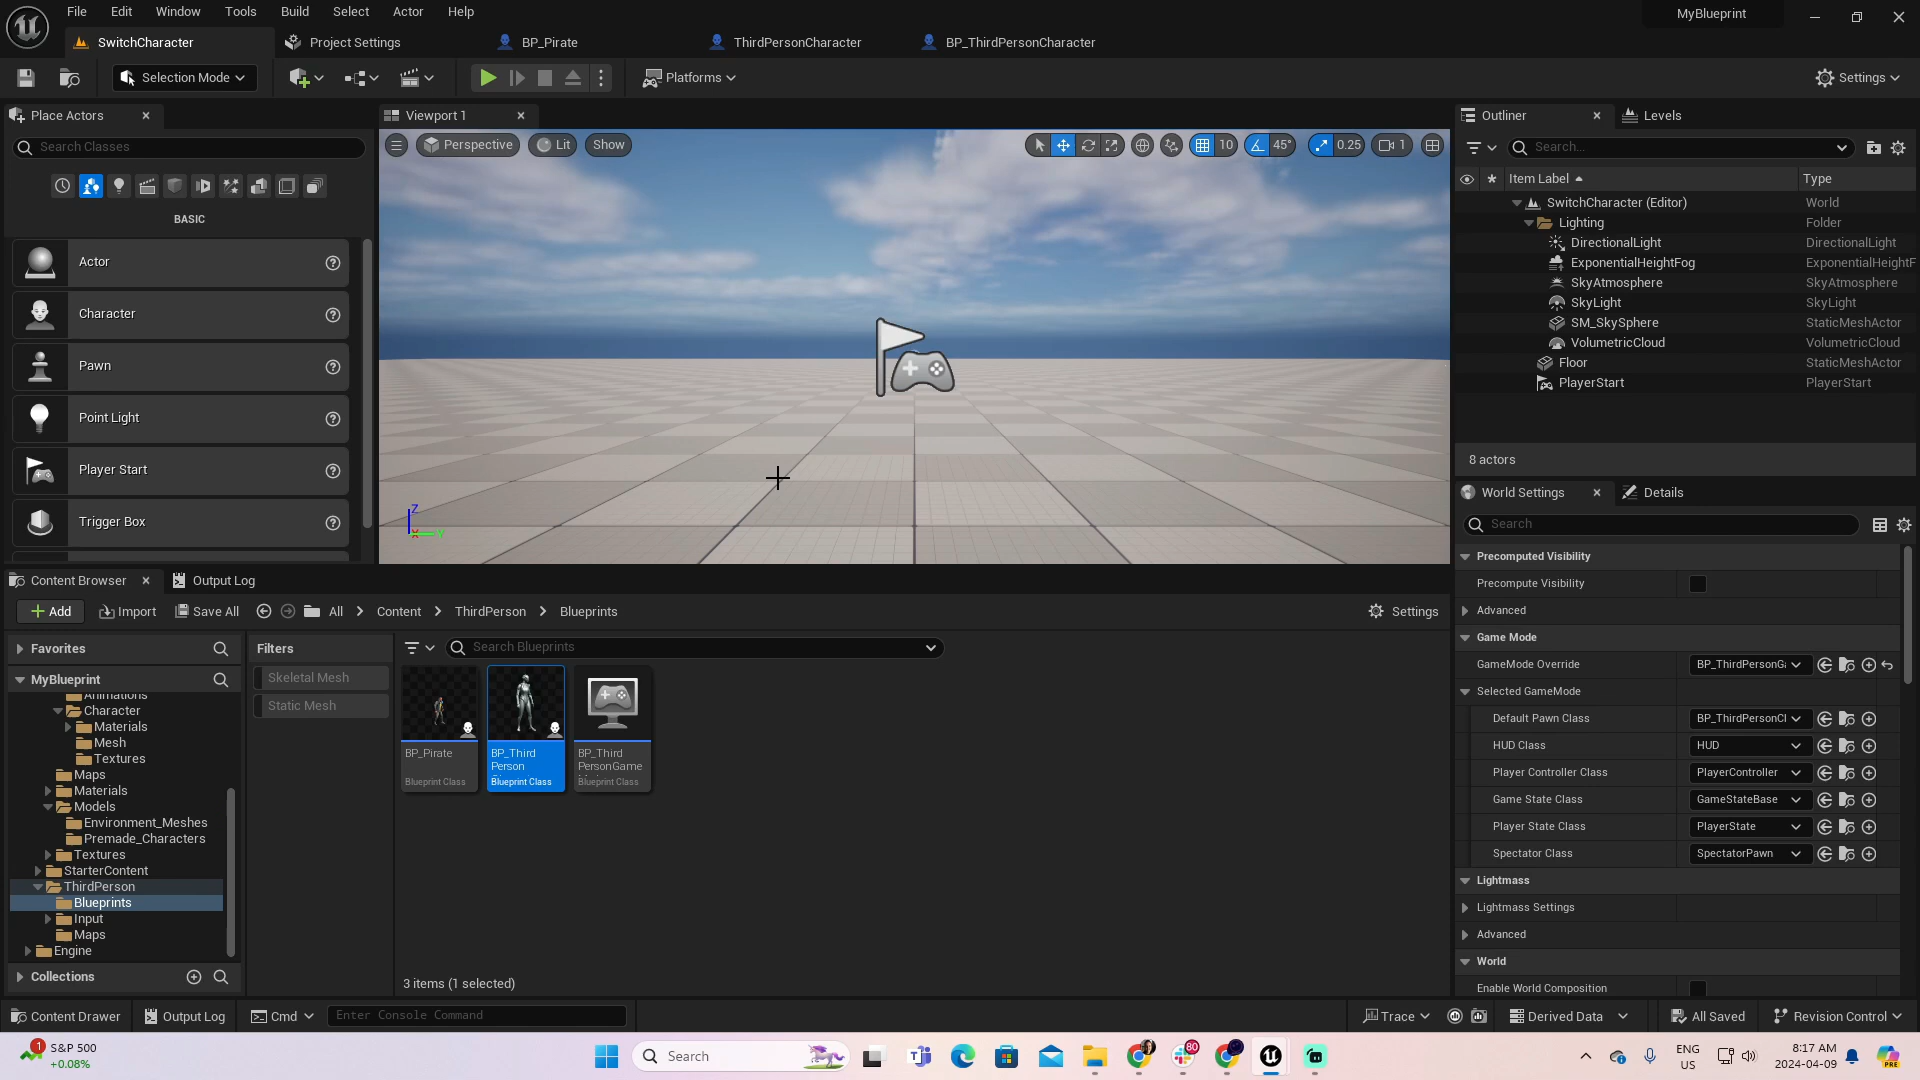 File Edit Window Tools Build Select Actor Help
MyBlueprint
SwitchCharacter Project Settings BP_Pirate ThirdPersonCharacter BP_ThirdPersonCharacter
Selection Mode Platforms Settings
Place Actors
Search Classes
BASIC
Actor
Character
Pawn
Point Light
Player Start
Trigger Box
Viewport 1
Perspective Lit Show 10 45° 0.25 1
Z
Y
Outliner Levels
Search...
Item Label Type
SwitchCharacter (Editor) World
Lighting Folder
DirectionalLight DirectionalLight
ExponentialHeightFog ExponentialHeightF
SkyAtmosphere SkyAtmosphere
SkyLight SkyLight
SM_SkySphere StaticMeshActor
VolumetricCloud VolumetricCloud
Floor StaticMeshActor
PlayerStart PlayerStart
8 actors
World Settings Details
Search
Precomputed Visibility
Precompute Visibility
Advanced
Game Mode
GameMode Override BP_ThirdPersonGa
Selected GameMode
Default Pawn Class BP_ThirdPersonCl
HUD Class HUD
Player Controller Class PlayerController
Game State Class GameStateBase
Player State Class PlayerState
Spectator Class SpectatorPawn
Lightmass
Lightmass Settings
Advanced
World
Enable World Composition
Content Browser Output Log
Add Import Save All All Content ThirdPerson Blueprints Settings
Favorites
MyBlueprint
Animations
Character
Materials
Mesh
Textures
Maps
Materials
Models
Environment_Meshes
Premade_Characters
Textures
StarterContent
ThirdPerson
Blueprints
Input
Maps
Engine
Collections
Filters
Skeletal Mesh
Static Mesh
Search Blueprints
BP_Pirate
Blueprint Class
BP_Third
Person
Blueprint Class
BP_Third
PersonGame
Blueprint Class
3 items (1 selected)
Content Drawer Output Log Cmd Enter Console Command Trace Derived Data All Saved Revision Control
1
S&P 500
+0.08%
Search
80
ENG
US
8:17 AM
2024-04-09
PRE